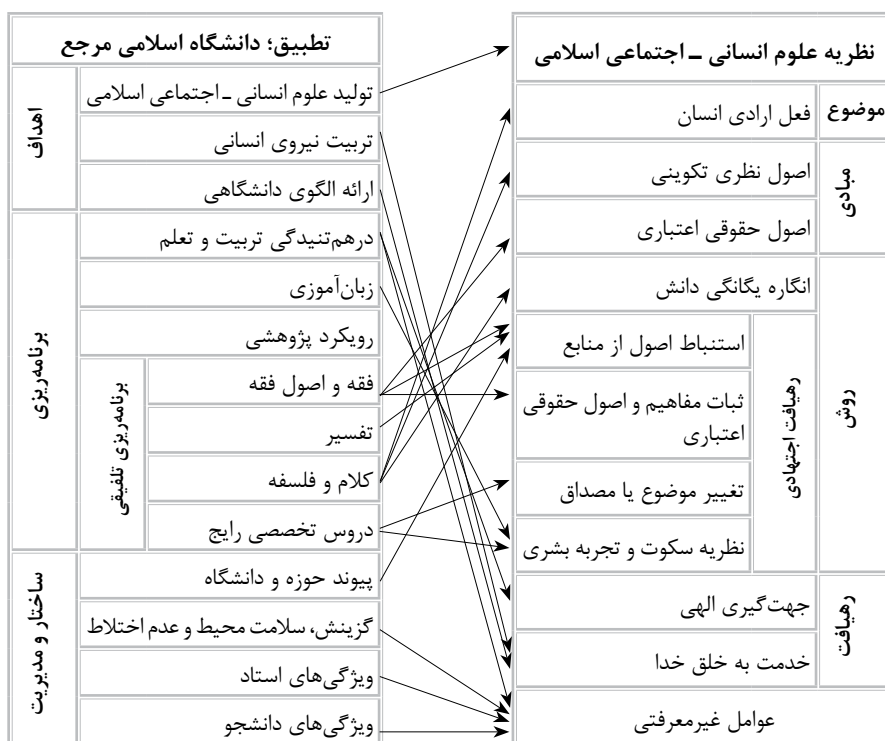 نظریه علوم انسانی ـ اجتماعی اسلامی
موضوع
فعل ارادی انسان
مبادی
اصول نظری تکوینی
اصول حقوقی اعتباری
روش
انگاره یگانگی دانش
رهیافت اجتهادی
استنباط اصول از منابع
ثبات مفاهیم و اصول حقوقی
اعتباری
تغییر موضوع یا مصداق
نظریه سکوت و تجربه بشری
رهیافت
جهت‌گیری الهی
خدمت به خلق خدا
عوامل غیرمعرفتی
تطبیق؛ دانشگاه اسلامی مرجع
اهداف
تولید علوم انسانی ـ اجتماعی اسلامی
تربیت نیروی انسانی
ارائه الگوی دانشگاهی
برنامه‌ریزی
درهم‌تنیدگی تربیت و تعلم
زبان‌آموزی
رویکرد پژوهشی
برنامه‌ریزی تلفیقی
فقه و اصول فقه
تفسیر
کلام و فلسفه
دروس تخصصی رایج
ساختار و مدیریت
پیوند حوزه و دانشگاه
گزینش، سلامت محیط و عدم اختلاط
ویژگی‌های استاد
ویژگی‌های دانشجو